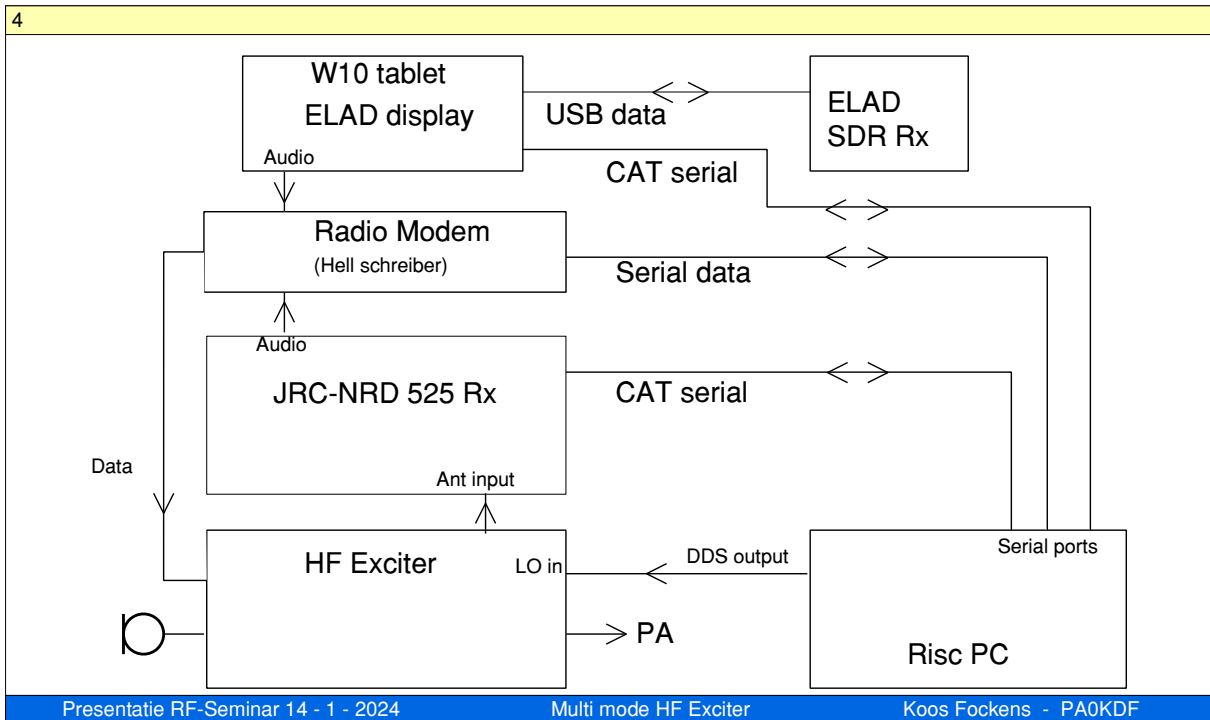 4
W10 tablet
ELAD display
Audio
USB data
ELAD
SDR Rx
CAT serial
Radio Modem
(Hell schreiber)
Serial data
Audio
JRC-NRD 525 Rx
CAT serial
Data
Ant input
HF Exciter
LO in
DDS output
Serial ports
PA
Risc PC
Presentatie RF-Seminar 14 - 1 - 2024
Multi mode HF Exciter
Koos Fockens - PA0KDF